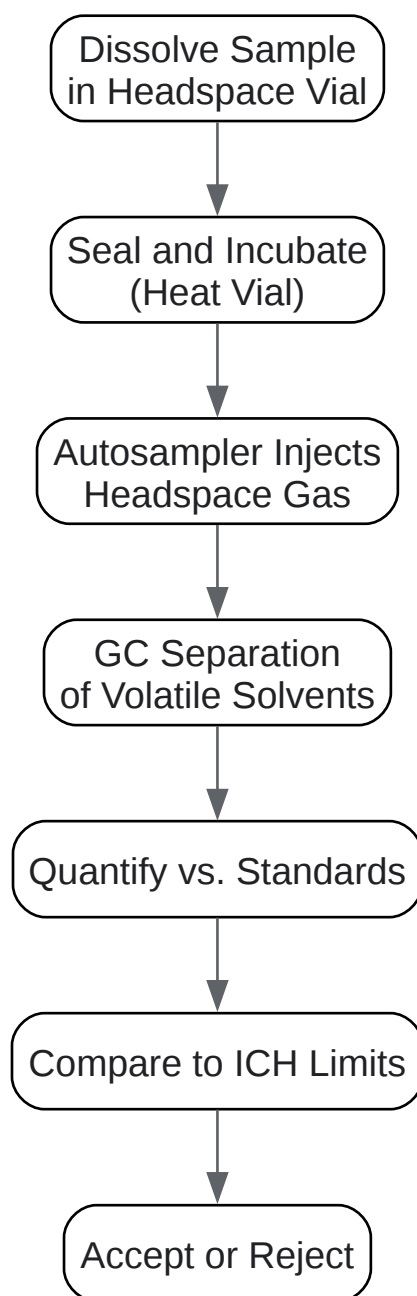 Dissolve Sample
in Headspace Vial
Seal and Incubate
(Heat Vial)
Autosampler Injects
Headspace Gas
GC Separation
of Volatile Solvents
Quantify vs. Standards
Compare to ICH Limits
Accept or Reject